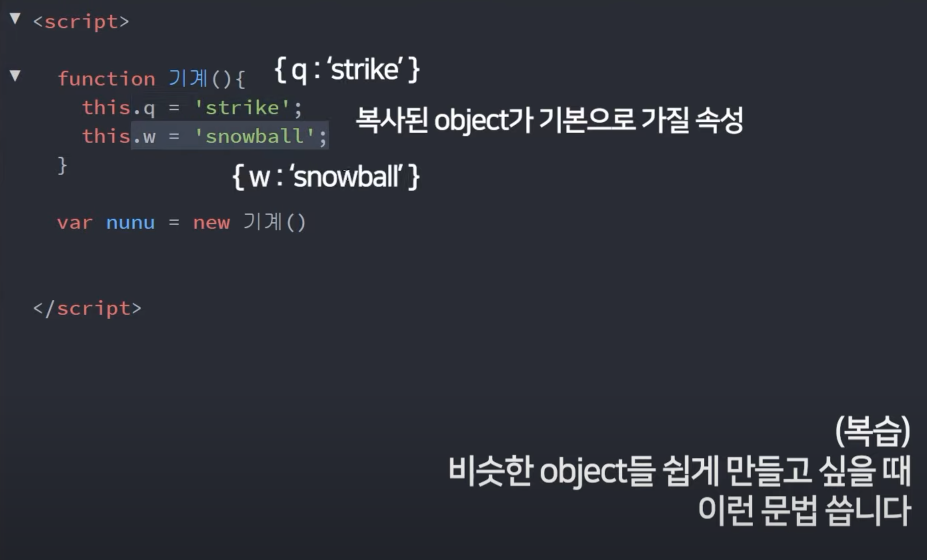 <script>
function 기계(){
{ q : ‘strike’ }
this.q = 'strike';
복사된 object가 기본으로 가질 속성
this.w = 'snowball';
}
{ w : ‘snowball’ }
var nunu = new 기계()
</script>
(복습)
비슷한 object들 쉽게 만들고 싶을 때
이런 문법 씁니다